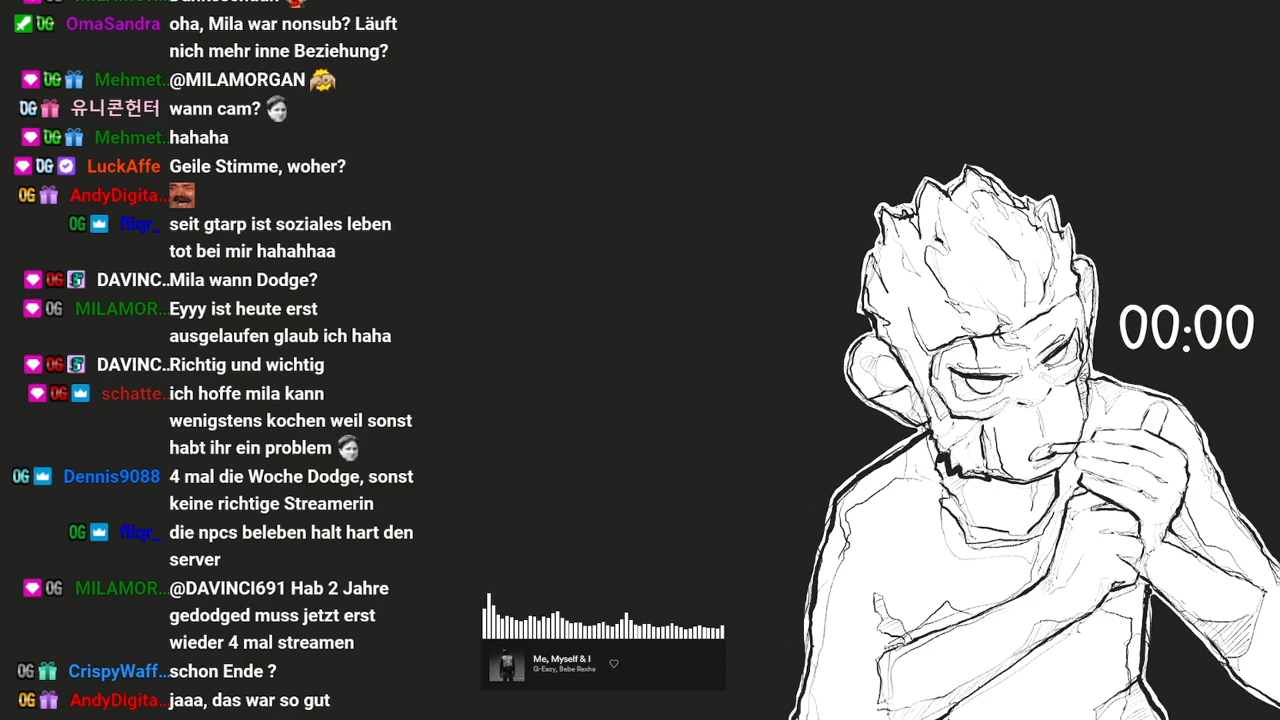 OmaSandra oha, Mila war nonsub? Läuft
nich mehr inne Beziehung?
Mehmet.. @MILAMORGAN
유니콘헌터 wann cam?
Mehmet.. hahaha
LuckAffe Geile Stimme, woher?
AndyDigita..
fliqr_ seit gtarp ist soziales leben
tot bei mir hahahhaa
DAVINC.. Mila wann Dodge?
MILAMOR.. Eyyy ist heute erst
ausgelaufen glaub ich haha
DAVINC.. Richtig und wichtig
schatte.. ich hoffe mila kann
wenigstens kochen weil sonst
habt ihr ein problem
Dennis9088 4 mal die Woche Dodge, sonst
keine richtige Streamerin
fliqr_ die npcs beleben halt hart den
server
MILAMOR.. @DAVINCI691 Hab 2 Jahre
gedodged muss jetzt erst
wieder 4 mal streamen
CrispyWaff.. schon Ende ?
AndyDigita.. jaaa, das war so gut
00:00
Me, Myself & I
G-Eazy, Bebe Rexha